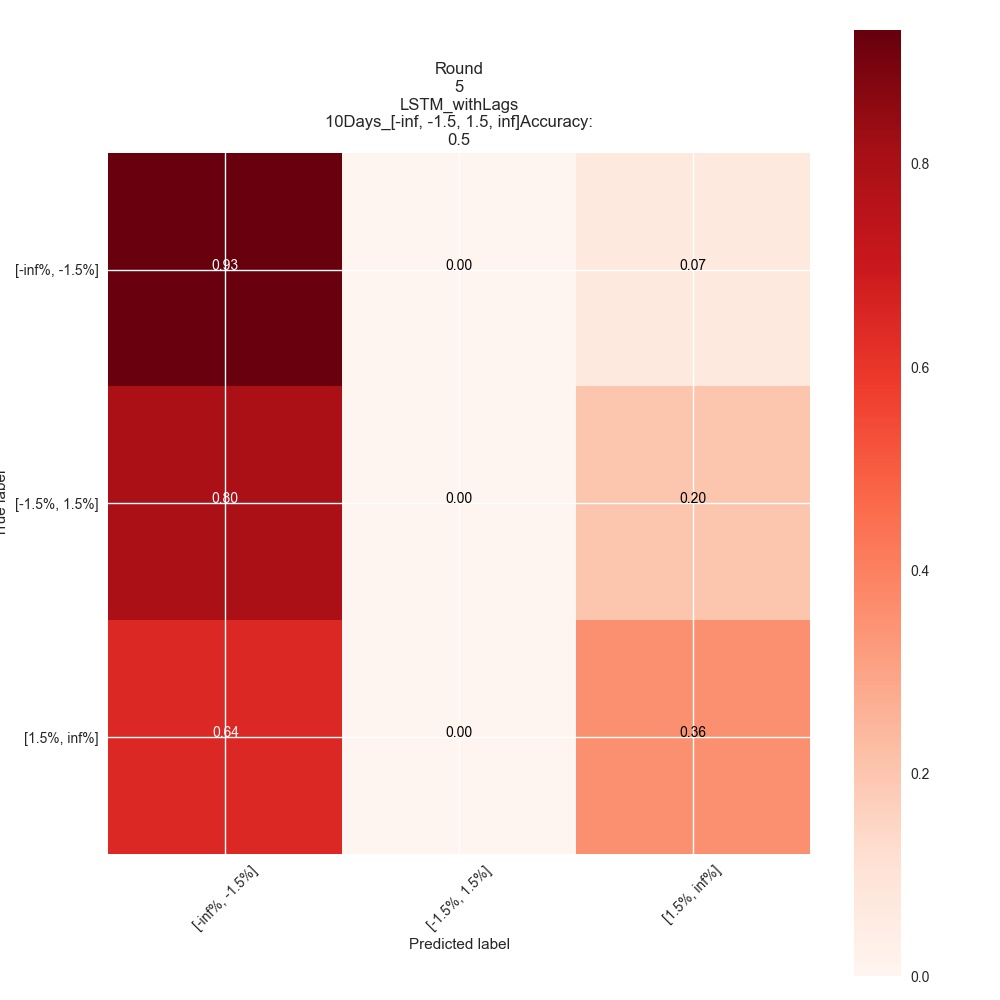 Round
5
LSTM_withLags
10Days_[-inf, -1.5, 1.5, inf]Accuracy:
0.5
[-inf%, -1.5%]
0.93
0.00
0.07
[-1.5%, 1.5%]
0.80
0.00
0.20
[1.5%, inf%]
0.64
0.00
0.36
[-inf%, -1.5%]
[-1.5%, 1.5%]
[1.5%, inf%]
Predicted label
0.8
0.6
0.4
0.2
0.0